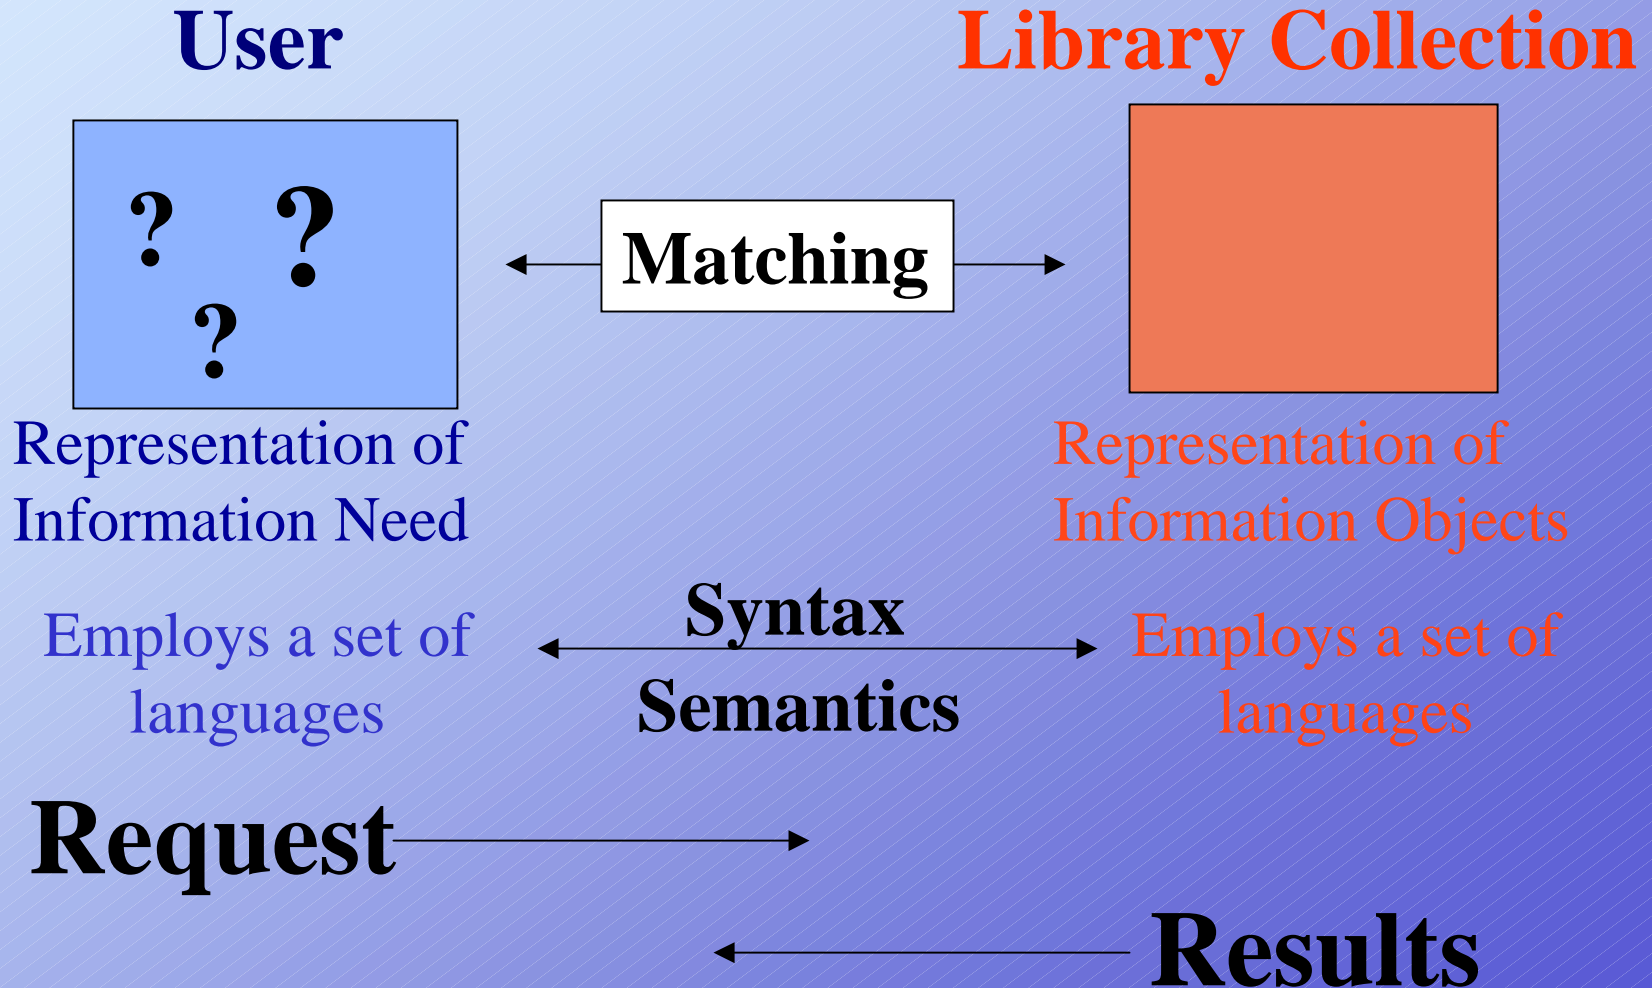 User
Library Collection
? ?
?
Matching
Representation of
Information Need
Representation of
Information Objects
Employs a set of
languages
Syntax
Semantics
Employs a set of
languages
Request
Results